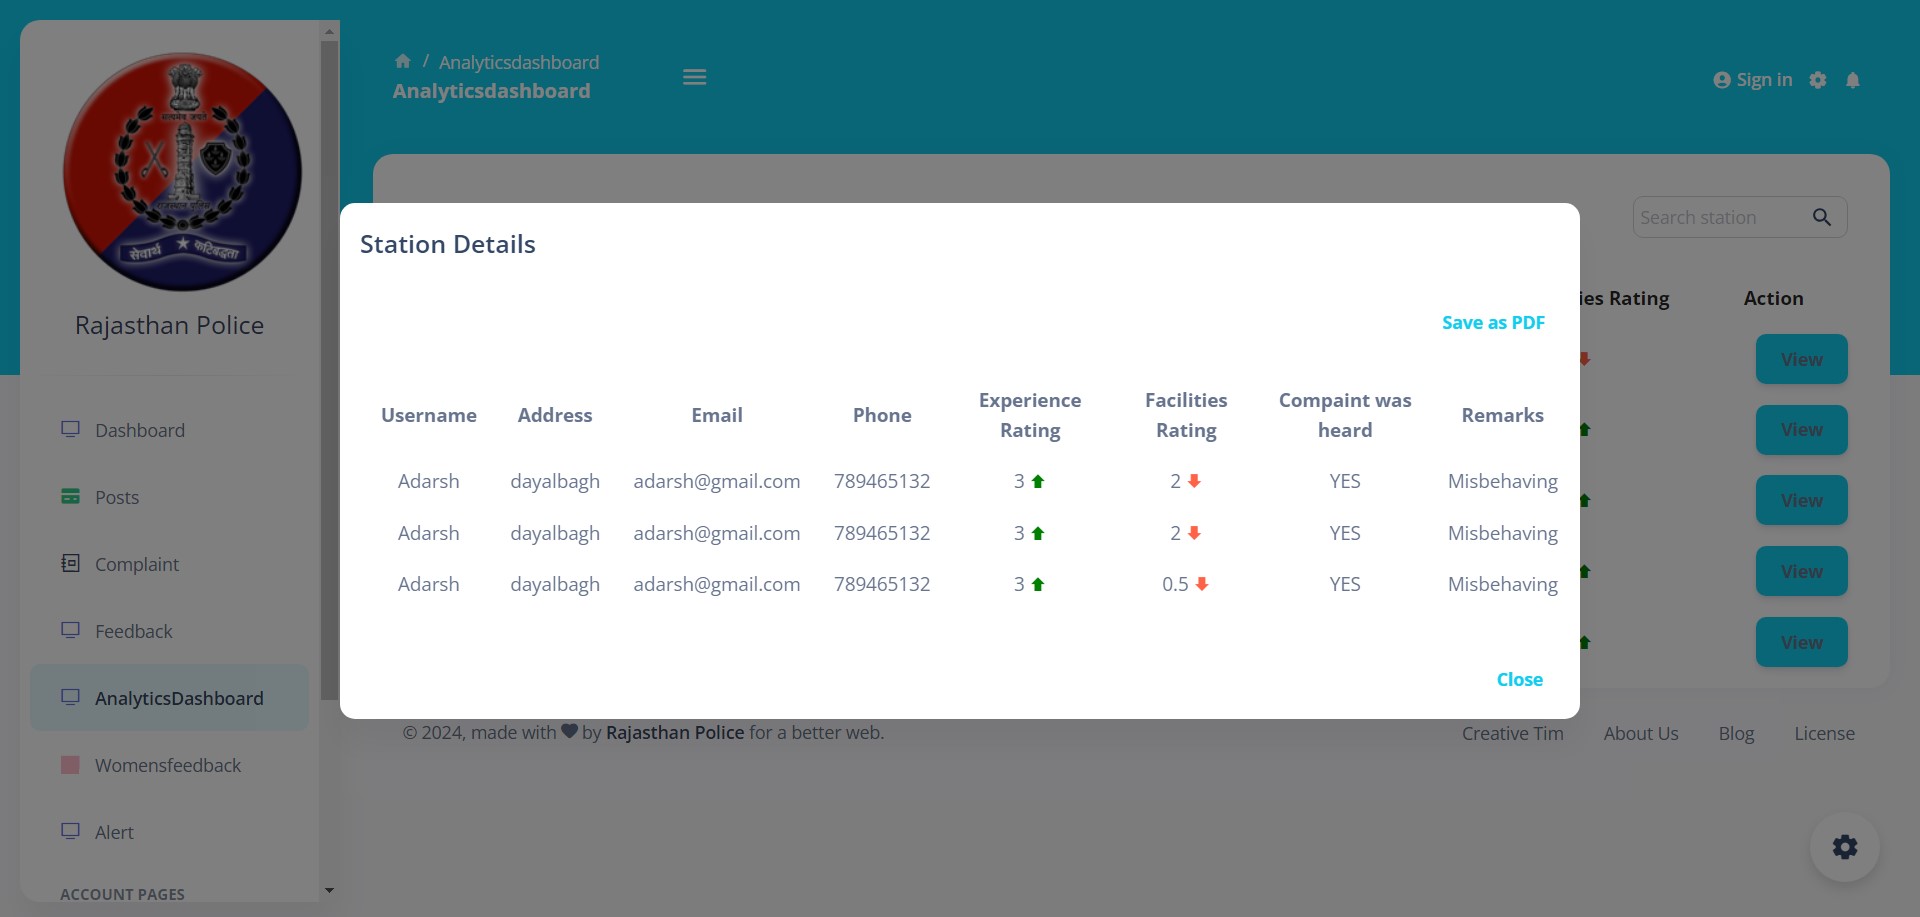 सत्यमेव जयते
राजस्थान पुलिस
सेवार्थ कटिबद्धता
Rajasthan Police
Dashboard
Posts
Complaint
Feedback
AnalyticsDashboard
Womensfeedback
Alert
ACCOUNT PAGES
/ Analyticsdashboard
Analyticsdashboard
Sign in
Search station
ies Rating Action
View
View
View
View
View
Station Details
Save as PDF
Username Address Email Phone Experience Rating Facilities Rating Compaint was heard Remarks
Adarsh dayalbagh adarsh@gmail.com 789465132 3 2 YES Misbehaving
Adarsh dayalbagh adarsh@gmail.com 789465132 3 2 YES Misbehaving
Adarsh dayalbagh adarsh@gmail.com 789465132 3 0.5 YES Misbehaving
Close
© 2024, made with by Rajasthan Police for a better web.
Creative Tim About Us Blog License